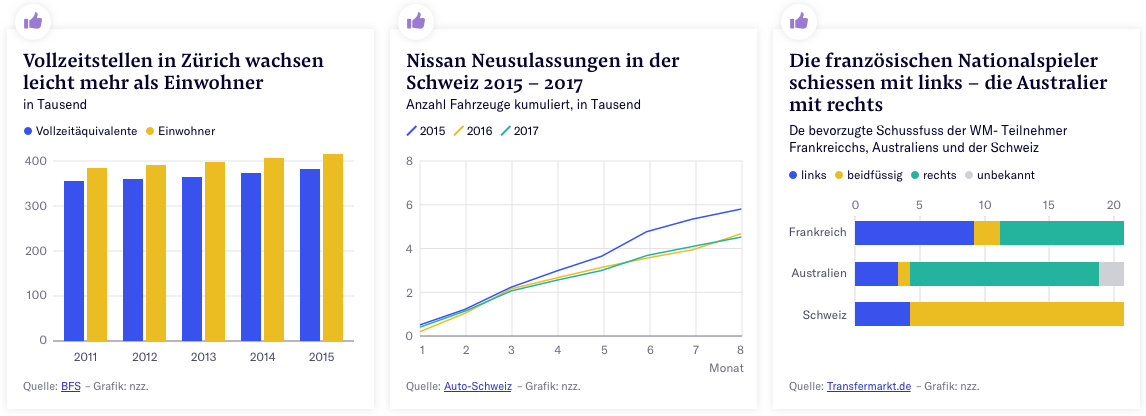 Vollzeitstellen in Zürich wachsen
leicht mehr als Einwohner
in Tausend
Vollzeitäquivalente Einwohner
400
300
200
100
0
2011 2012 2013 2014 2015
Quelle: BFS – Grafik: nzz.
Nissan Neusulassungen in der
Schweiz 2015 – 2017
Anzahl Fahrzeuge kumuliert, in Tausend
2015 2016 2017
8
6
4
2
0
1 2 3 4 5 6 7 8
Monat
Quelle: Auto-Schweiz – Grafik: nzz.
Die französischen Nationalspieler
schiessen mit links – die Australier
mit rechts
De bevorzugte Schussfuss der WM- Teilnehmer
Frankreicchs, Australiens und der Schweiz
links beidfüssig rechts unbekannt
0 5 10 15 20
Frankreich
Australien
Schweiz
Quelle: Transfermarkt.de – Grafik: nzz.